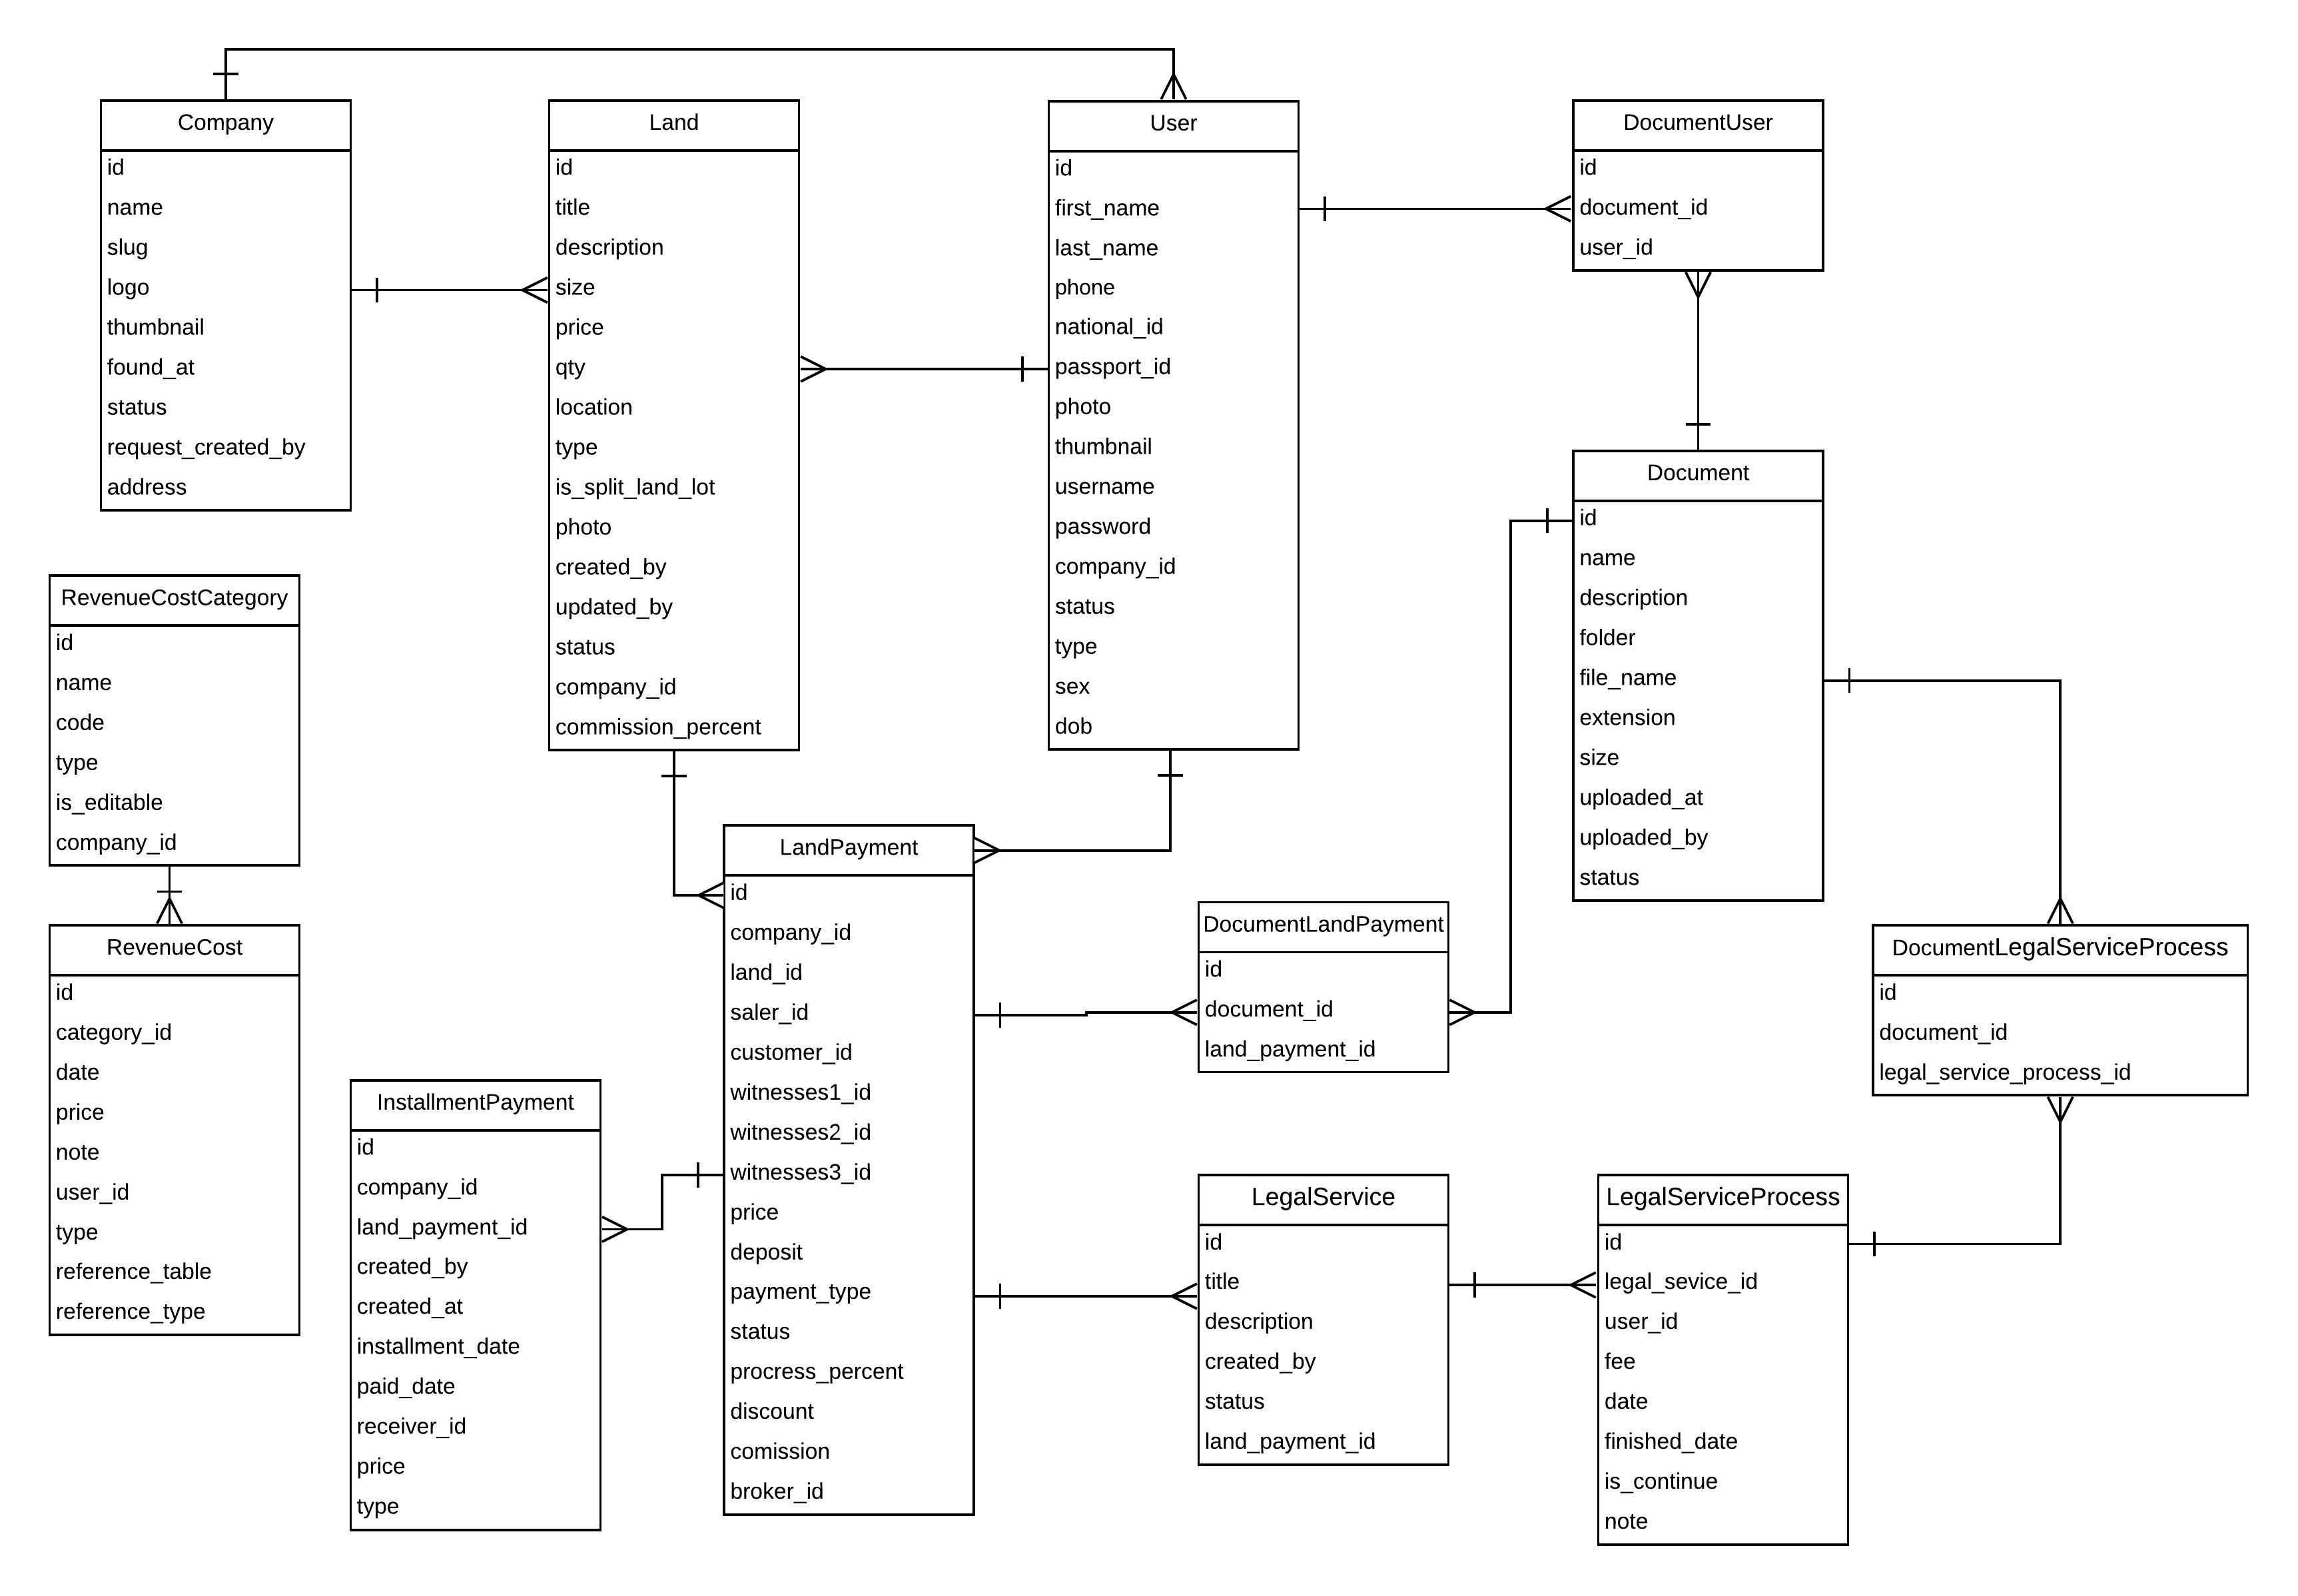 Company
id
name
slug
logo
thumbnail
found_at
status
request_created_by
address
Land
id
title
description
size
price
qty
location
type
is_split_land_lot
photo
created_by
updated_by
status
company_id
commission_percent
User
id
first_name
last_name
phone
national_id
passport_id
photo
thumbnail
username
password
company_id
status
type
sex
dob
DocumentUser
id
document_id
user_id
Document
id
name
description
folder
file_name
extension
size
uploaded_at
uploaded_by
status
RevenueCostCategory
id
name
code
type
is_editable
company_id
RevenueCost
id
category_id
date
price
note
user_id
type
reference_table
reference_type
InstallmentPayment
id
company_id
land_payment_id
created_by
created_at
installment_date
paid_date
receiver_id
price
type
LandPayment
id
company_id
land_id
saler_id
customer_id
witnesses1_id
witnesses2_id
witnesses3_id
price
deposit
payment_type
status
procress_percent
discount
comission
broker_id
DocumentLandPayment
id
document_id
land_payment_id
DocumentLegalServiceProcess
id
document_id
legal_service_process_id
LegalService
id
title
description
created_by
status
land_payment_id
LegalServiceProcess
id
legal_sevice_id
user_id
fee
date
finished_date
is_continue
note